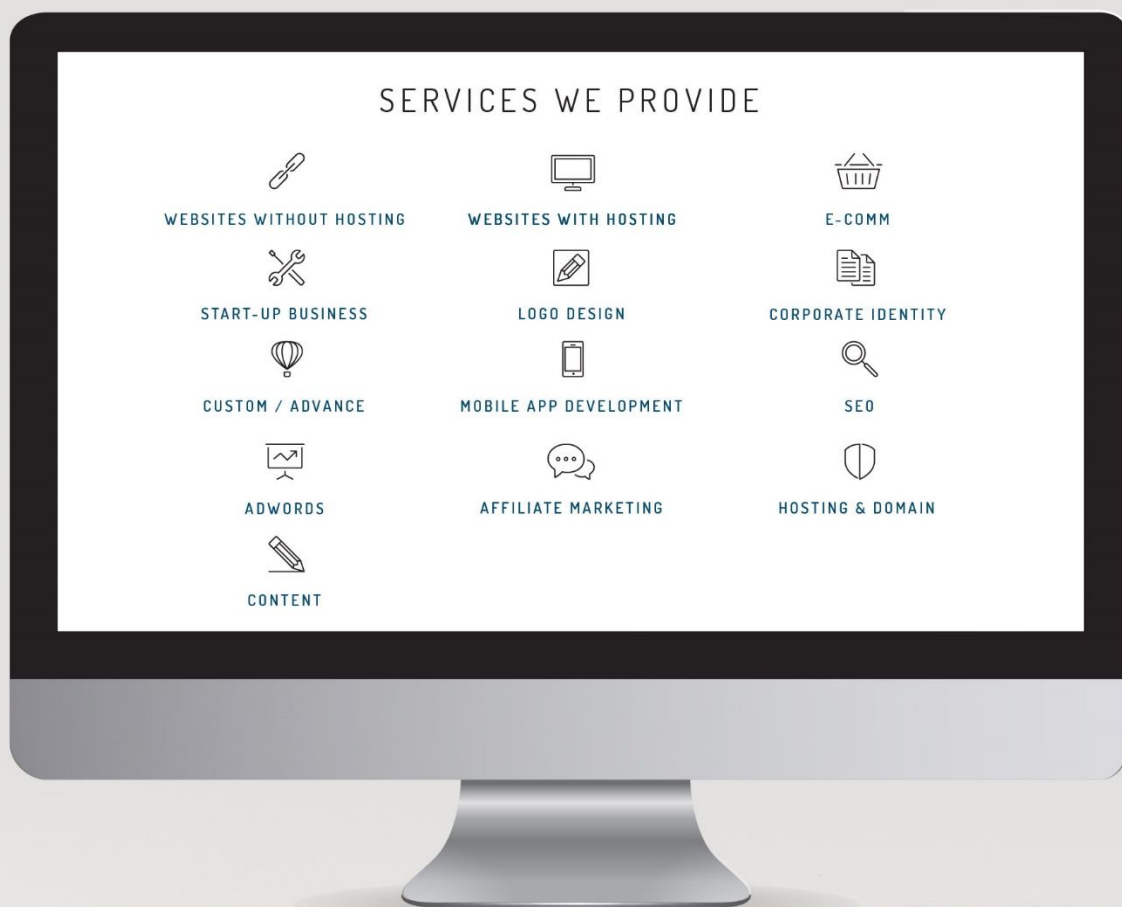 SERVICES WE PROVIDE
WEBSITES WITHOUT HOSTING
WEBSITES WITH HOSTING
E-COMM
START-UP BUSINESS
LOGO DESIGN
CORPORATE IDENTITY
CUSTOM / ADVANCE
MOBILE APP DEVELOPMENT
SEO
ADWORDS
AFFILIATE MARKETING
HOSTING & DOMAIN
CONTENT